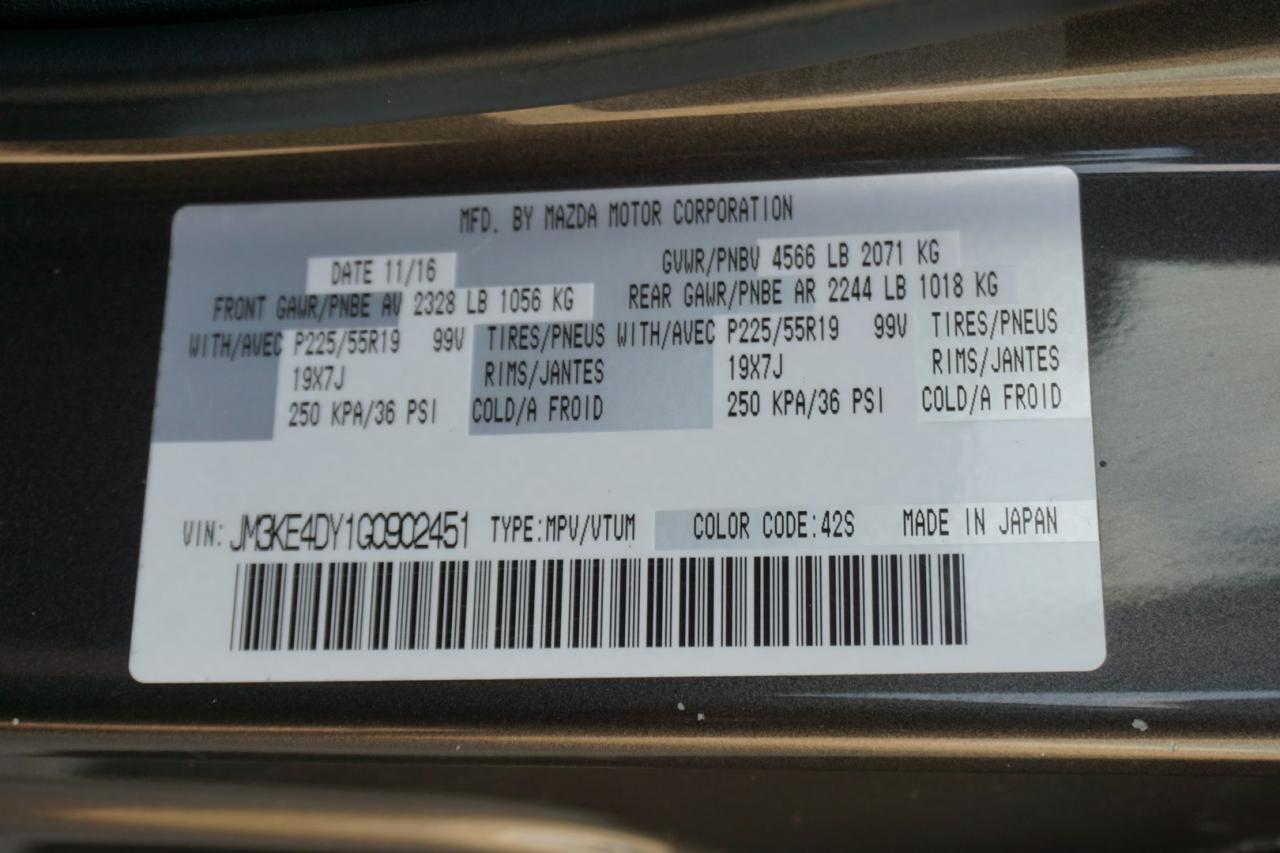 MFD. BY MAZDA MOTOR CORPORATION
DATE 11/16 GVWR/PNBV 4566 LB 2071 KG
FRONT GAWR/PNBE AV 2328 LB 1056 KG REAR GAWR/PNBE AR 2244 LB 1018 KG
WITH/AVEC P225/55R19 99V TIRES/PNEUS WITH/AVEC P225/55R19 99V TIRES/PNEUS
19X7J RIMS/JANTES 19X7J RIMS/JANTES
250 KPA/36 PSI COLD/A FROID 250 KPA/36 PSI COLD/A FROID
VIN: JM3KE4DY1G0902451 TYPE:MPV/VTUM COLOR CODE:42S MADE IN JAPAN